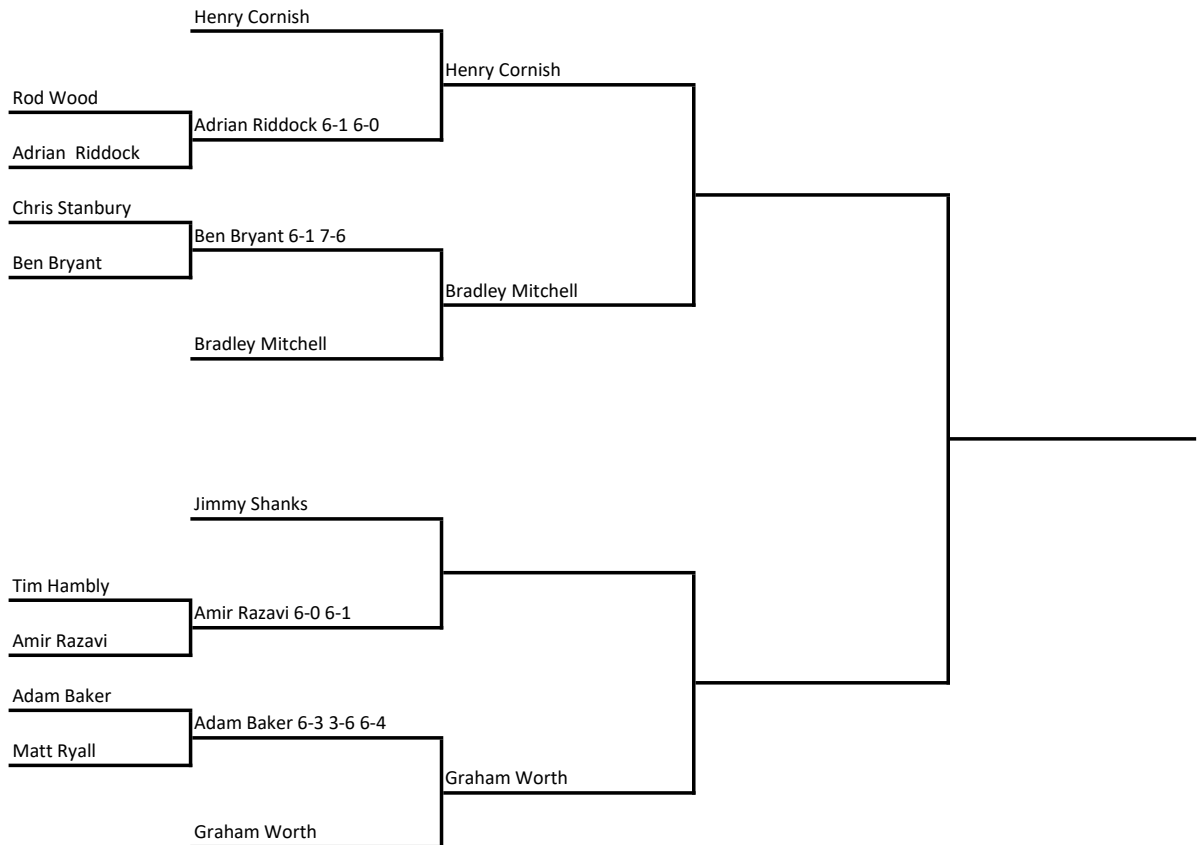 Henry Cornish
Henry Cornish
Rod Wood
Adrian Riddock 6-1 6-0
Adrian  Riddock
Chris Stanbury
Ben Bryant 6-1 7-6
Ben Bryant
Bradley Mitchell
Bradley Mitchell
Jimmy Shanks
Tim Hambly
Amir Razavi 6-0 6-1
Amir Razavi
Adam Baker
Adam Baker 6-3 3-6 6-4
Matt Ryall
Graham Worth
Graham Worth